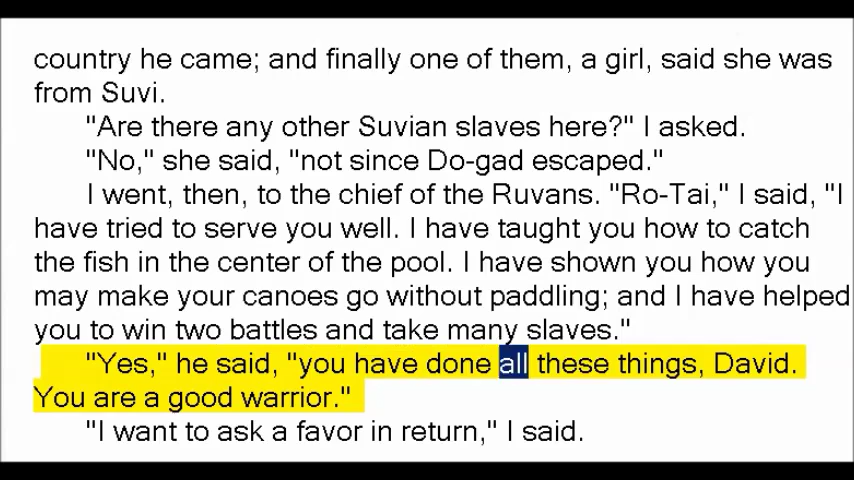 country he came; and finally one of them, a girl, said she was
from Suvi.
"Are there any other Suvian slaves here?" I asked.
"No," she said, "not since Do-gad escaped."
I went, then, to the chief of the Ruvans. "Ro-Tai," I said, "I
have tried to serve you well. I have taught you how to catch
the fish in the center of the pool. I have shown you how you
may make your canoes go without paddling; and I have helped
you to win two battles and take many slaves."
"Yes," he said, "you have done all these things, David.
You are a good warrior."
"I want to ask a favor in return," I said.